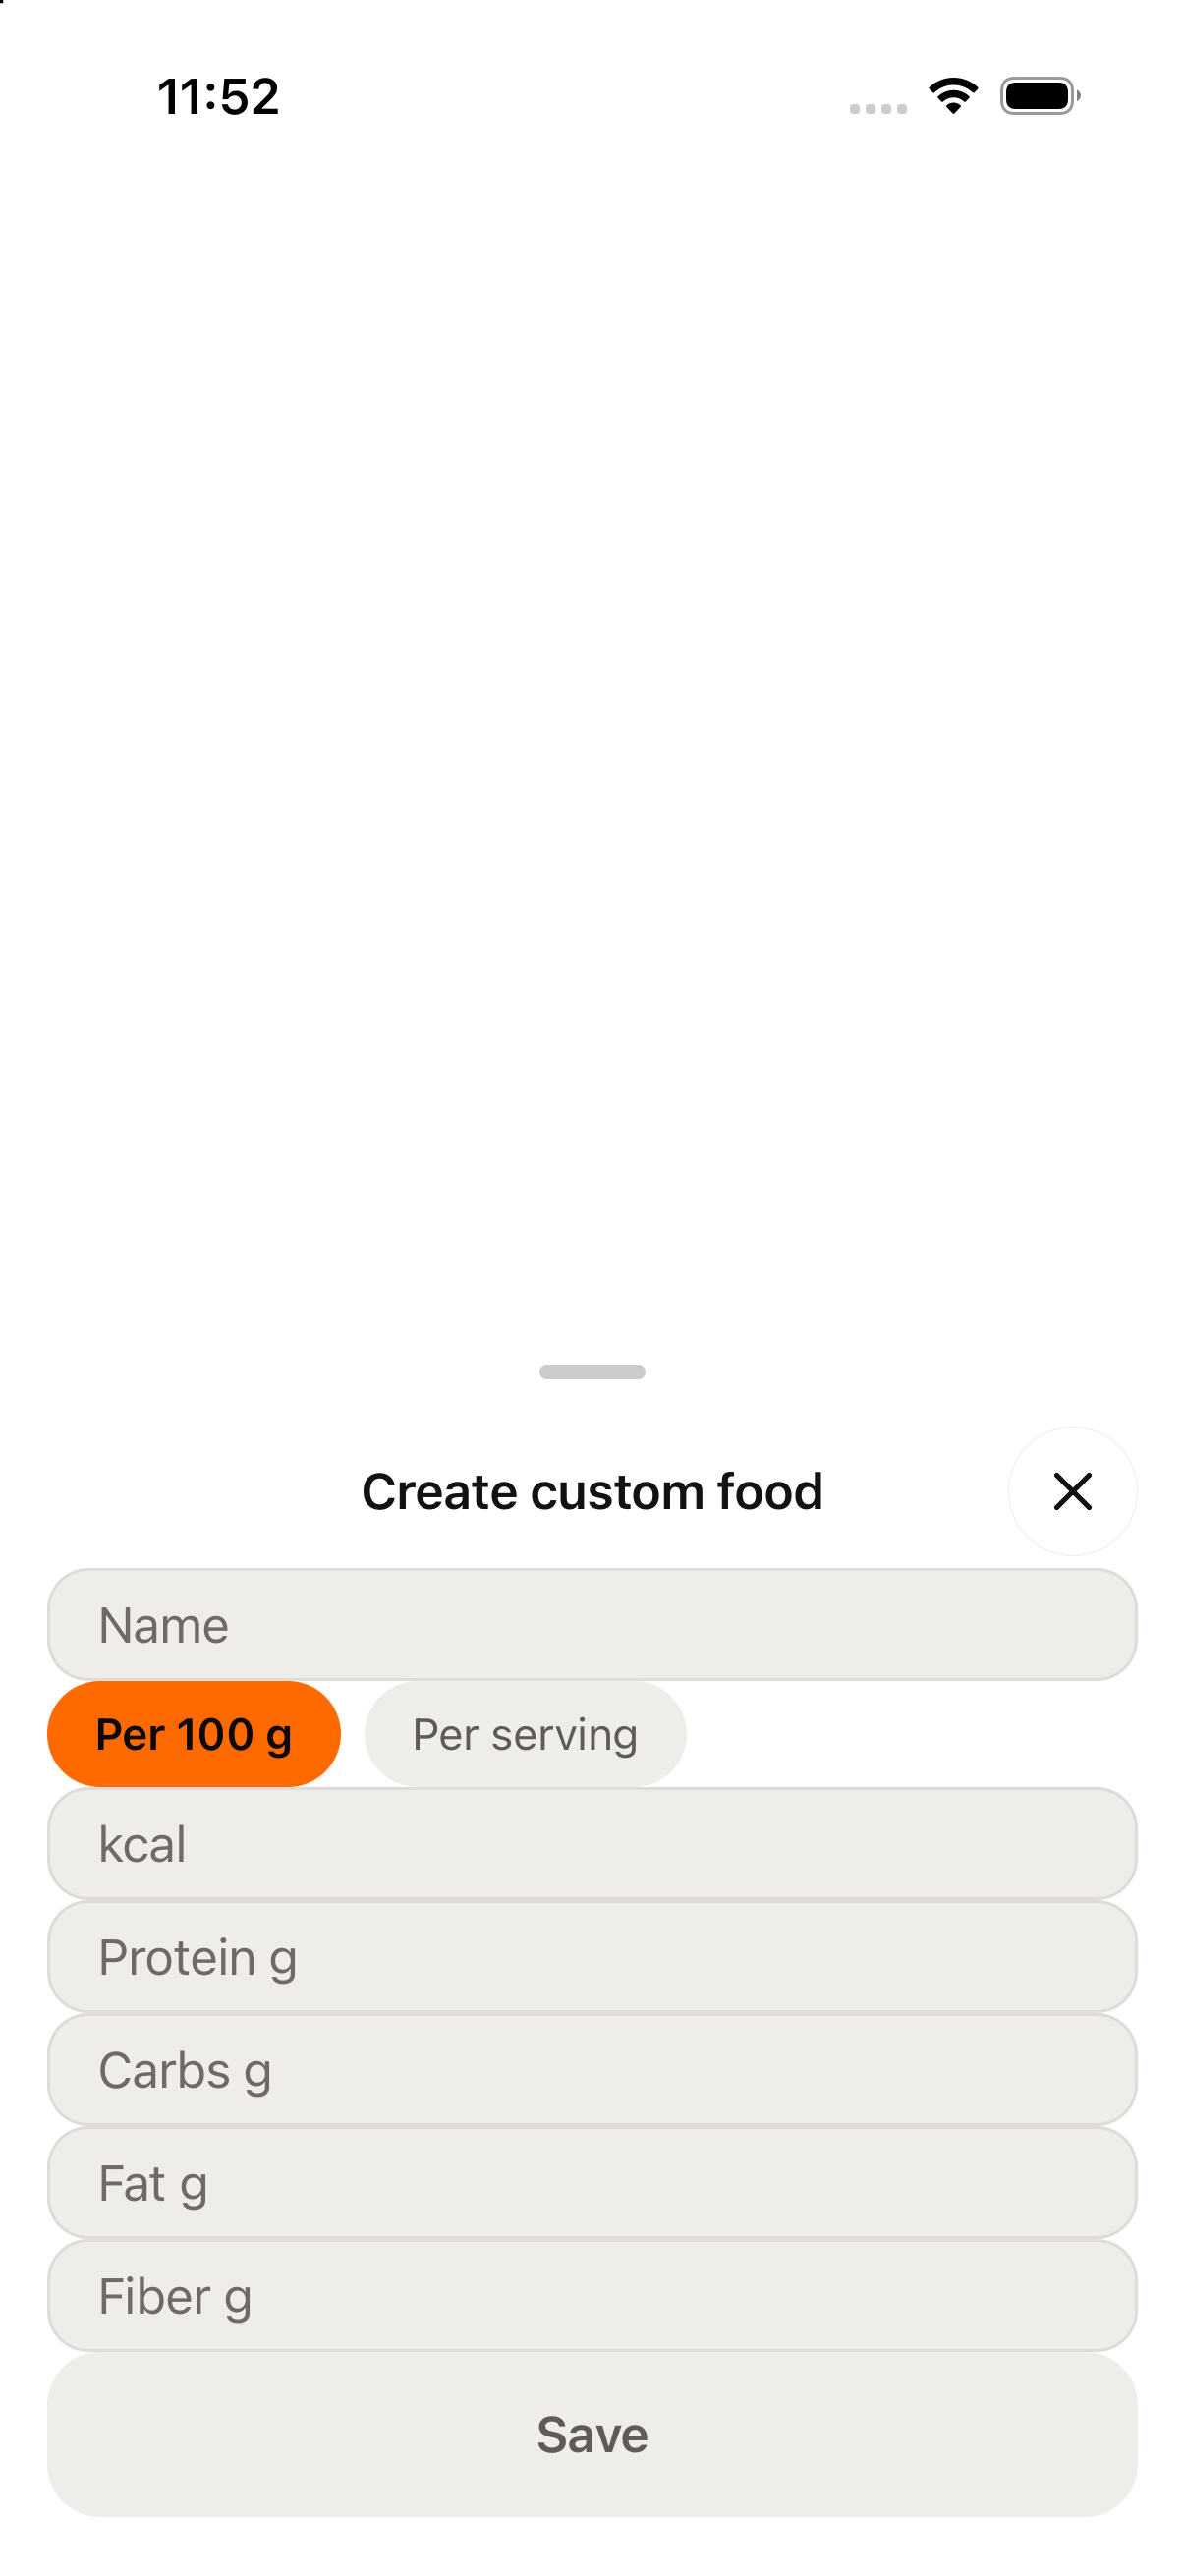 11:52
Create custom food
Name
Per 100 g
Per serving
kcal
Protein g
Carbs g
Fat g
Fiber g
Save